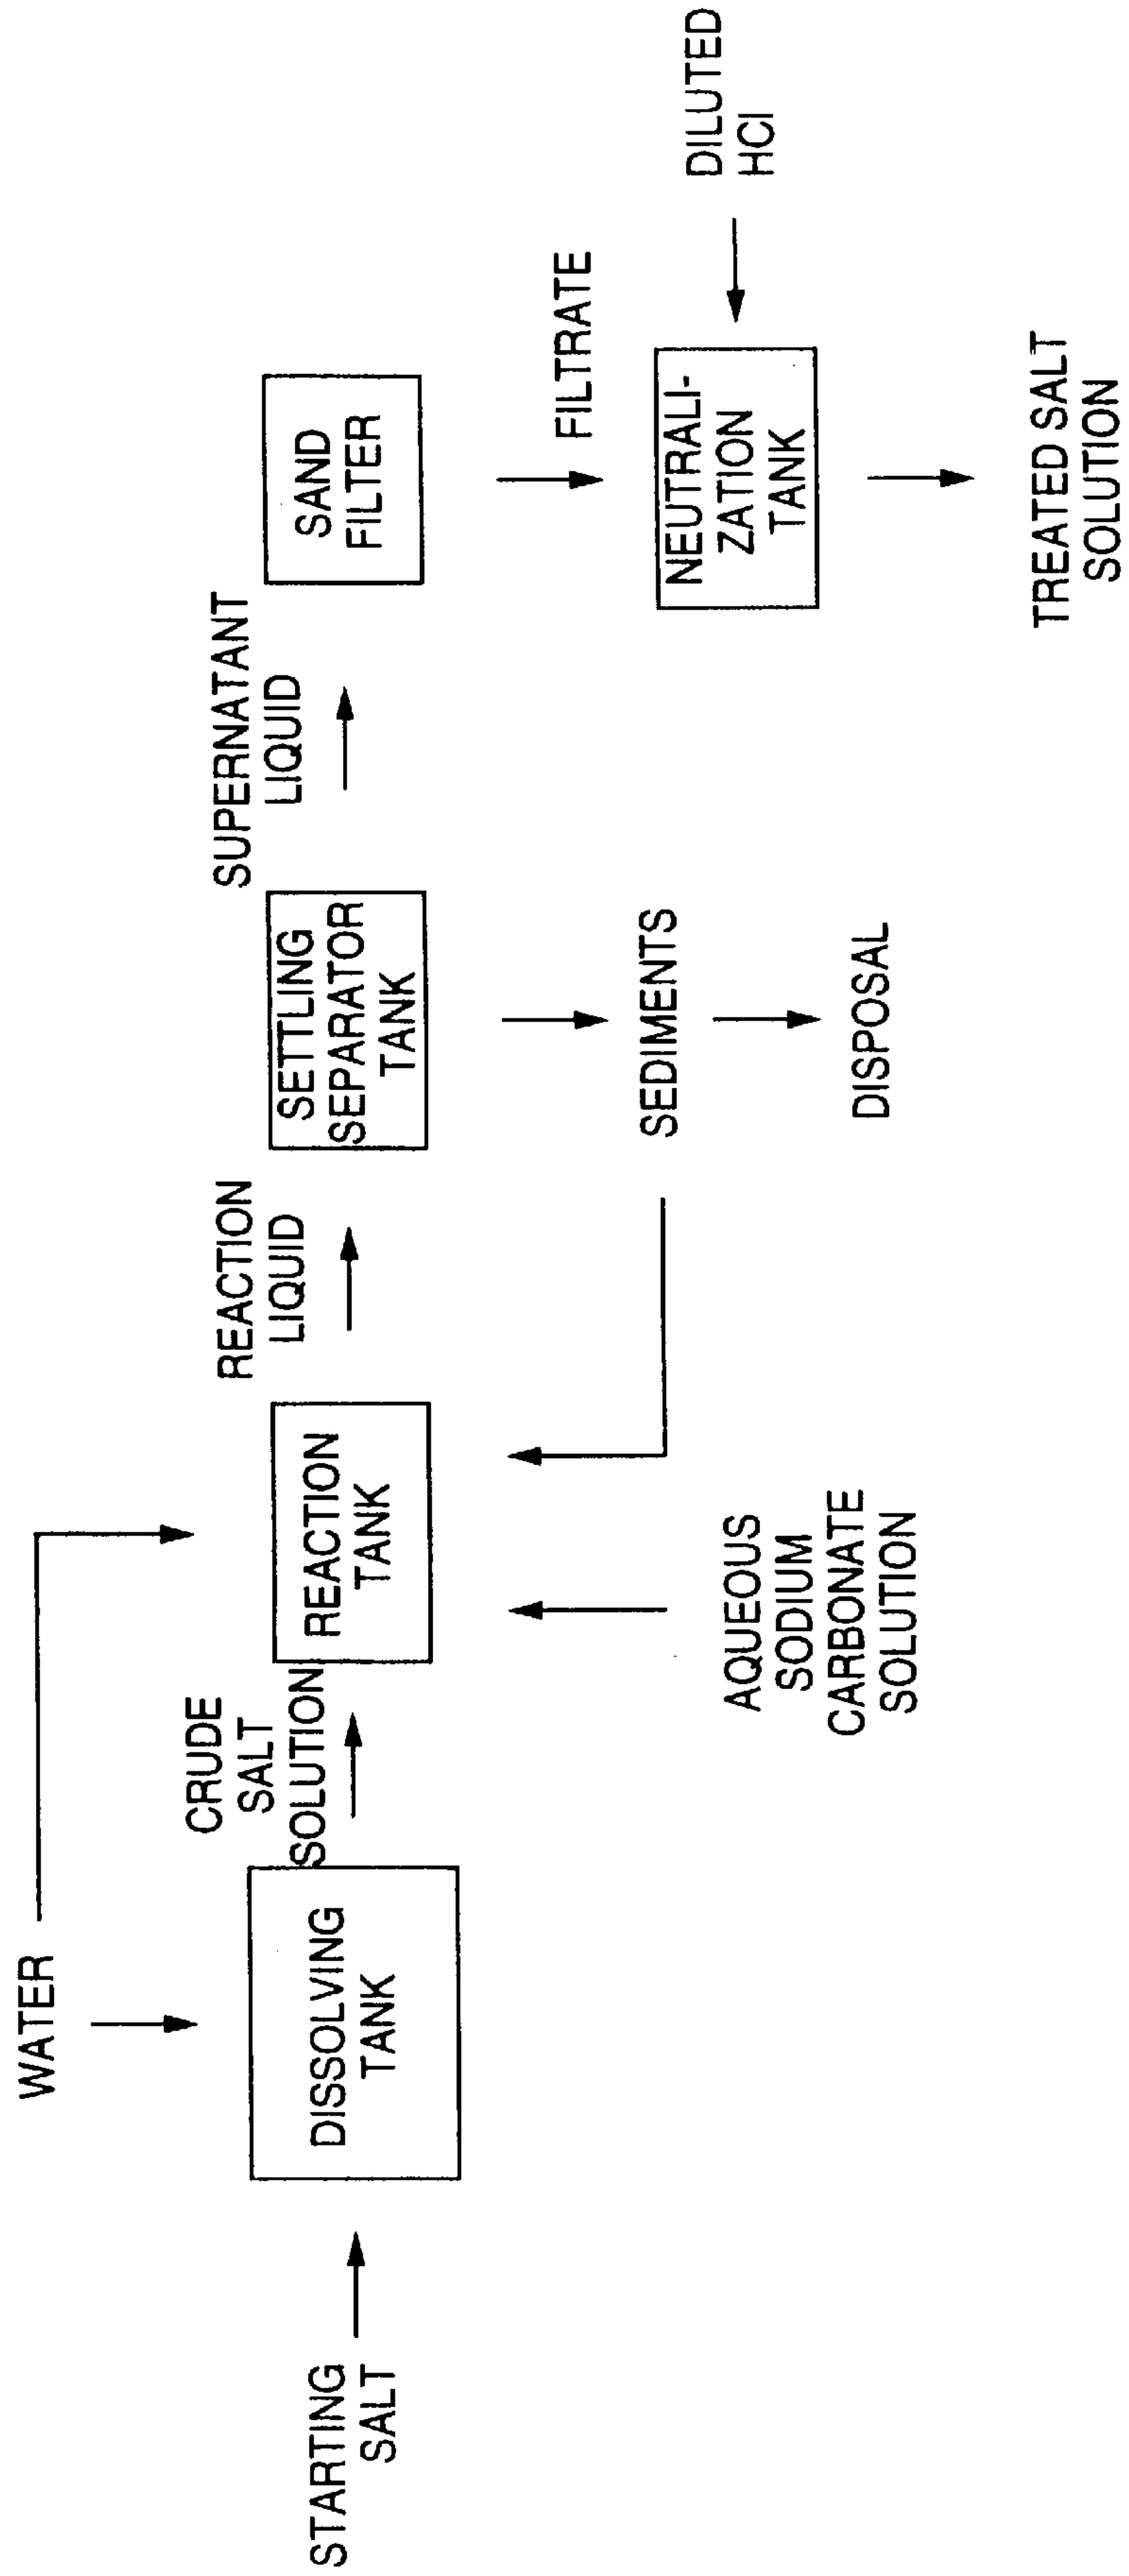 WATER
STARTING
SALT
DISSOLVING
TANK
CRUDE
SALT
SOLUTION
REACTION
TANK
AQUEOUS
SODIUM
CARBONATE
SOLUTION
REACTION
LIQUID
SETTLING
SEPARATOR
TANK
SEDIMENTS
DISPOSAL
SUPERNATANT
LIQUID
SAND
FILTER
FILTRATE
NEUTRALI-
ZATION
TANK
DILUTED
HCl
TREATED SALT
SOLUTION